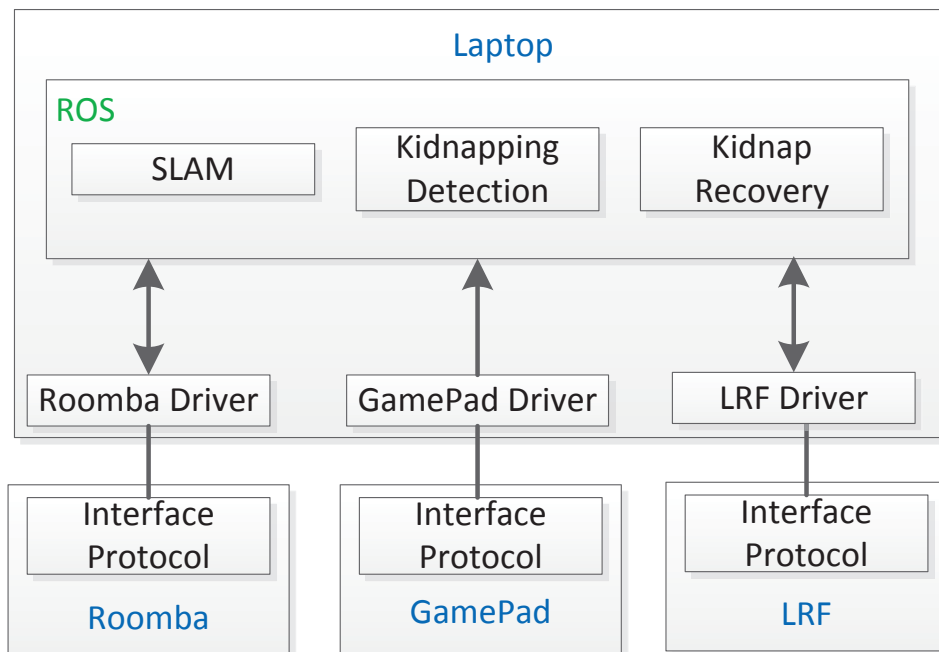 Laptop
ROS
SLAM
Kidnapping
Detection
Kidnap
Recovery
Roomba Driver
GamePad Driver
LRF Driver
Interface
Protocol
Roomba
Interface
Protocol
GamePad
Interface
Protocol
LRF